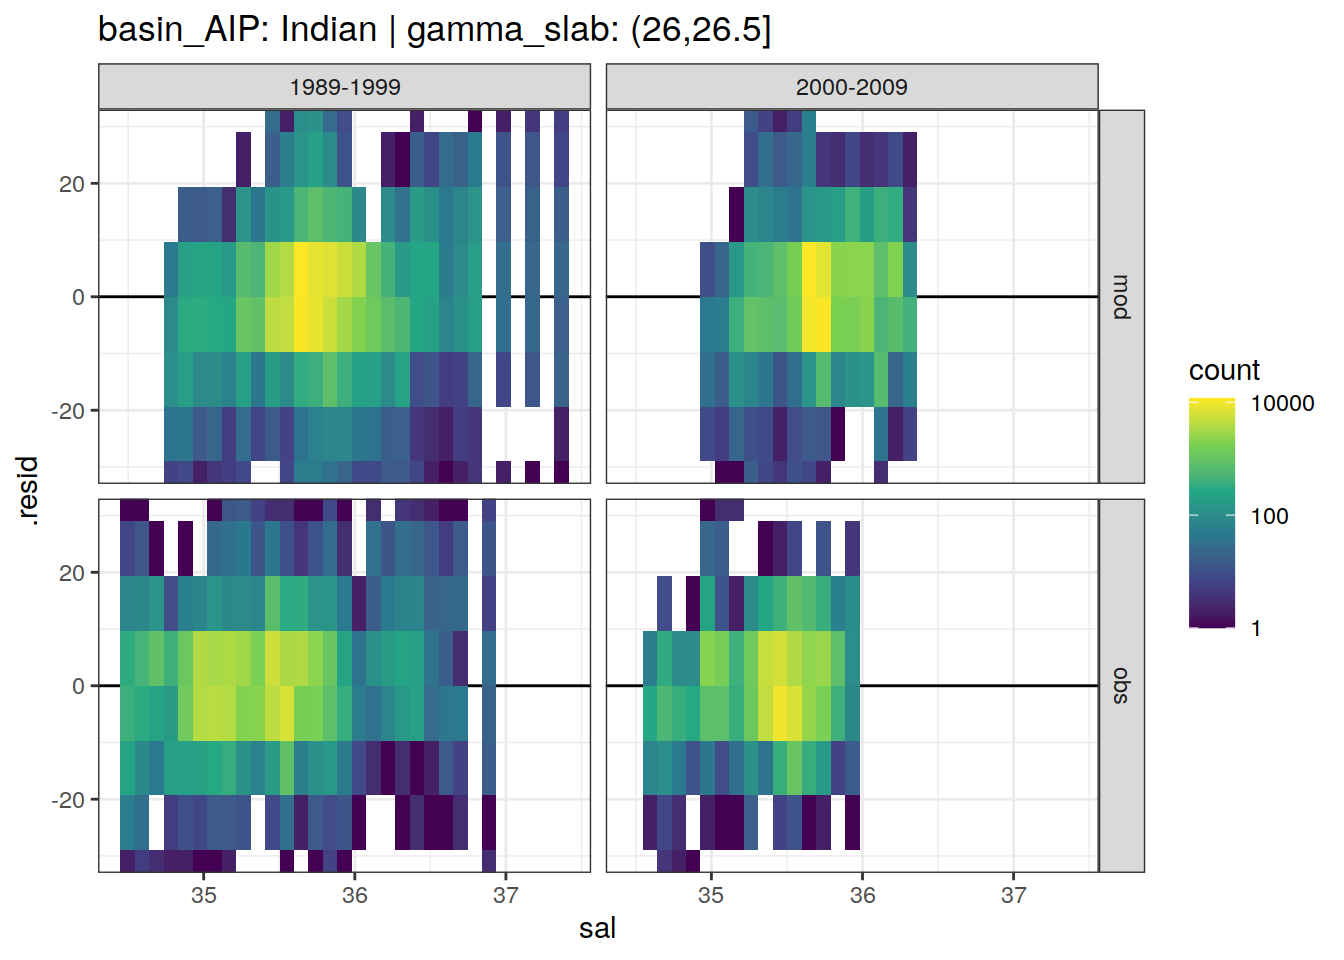 basin_AIP: Indian | gamma_slab: (26,26.5]
1989-1999
2000-2009
20
0
-20
mod
20
0
-20
obs
.resid
35
36
37
35
36
37
sal
count
10000
100
1